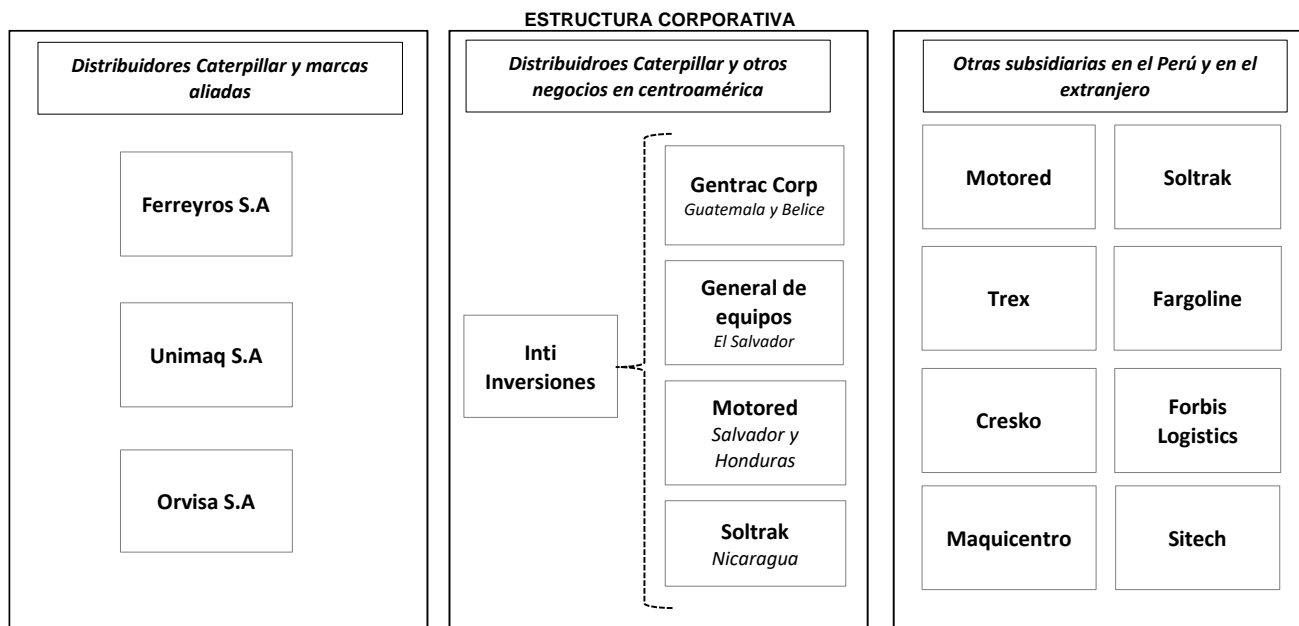 ESTRUCTURA CORPORATIVA
Distribuidores Caterpillar y marcas
aliadas
Ferreyros S.A
Unimaq S.A
Orvisa S.A
Distribuidroes Caterpillar y otros
negocios en centroamérica
Inti
Inversiones
Gentrac Corp
Guatemala y Belice
General de
equipos
El Salvador
Motored
Salvador y
Honduras
Soltrak
Nicaragua
Otras subsidiarias en el Perú y en el
extranjero
Motored
Soltrak
Trex
Fargoline
Cresko
Forbis
Logistics
Maquicentro
Sitech